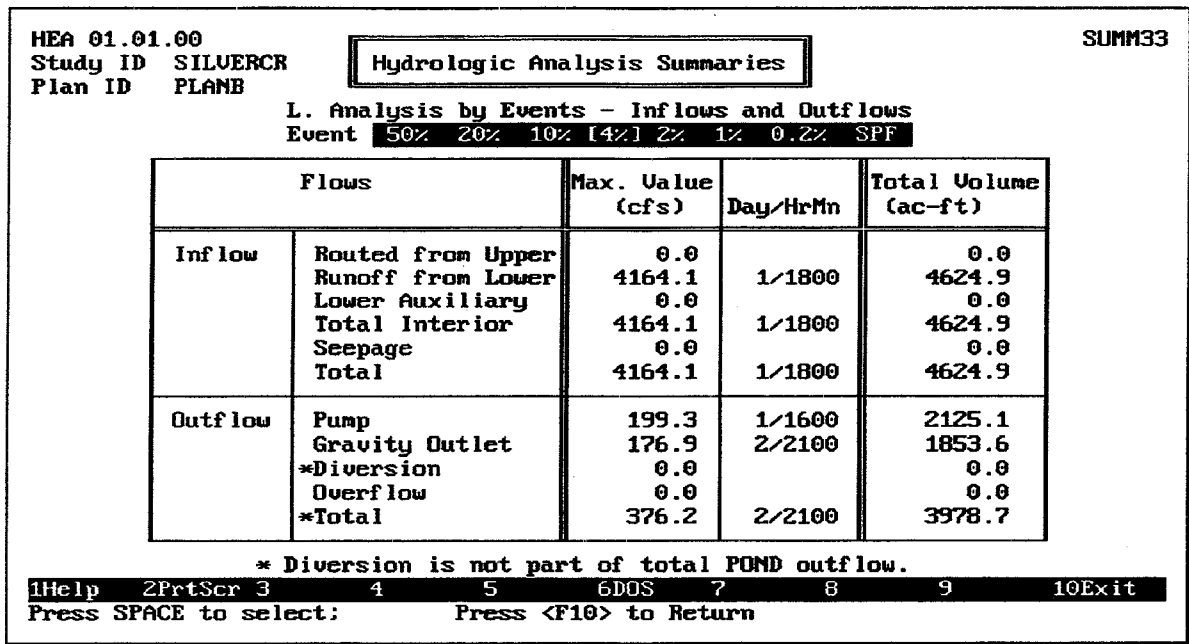 HEA 01.01.00 SUMM33
Study ID SILVERCR Hydrologic Analysis Summaries
Plan ID PLANB
L. Analysis by Events - Inflows and Outflows
Event 50% 20% 10% [4%] 2% 1% 0.2% SPF
Flows Max. Value Total Volume
(cfs) Day/HrMn (ac-ft)
Inflow Routed from Upper 0.0 0.0
Runoff from Lower 4164.1 1/1800 4624.9
Lower Auxiliary 0.0 0.0
Total Interior 4164.1 1/1800 4624.9
Seepage 0.0 0.0
Total 4164.1 1/1800 4624.9
Outflow Pump 199.3 1/1600 2125.1
Gravity Outlet 176.9 2/2100 1853.6
*Diversion 0.0 0.0
Overflow 0.0 0.0
*Total 376.2 2/2100 3978.7
* Diversion is not part of total POND outflow.
1Help 2PrtScr 3 4 5 6DOS 7 8 9 10Exit
Press SPACE to select; Press <F10> to Return